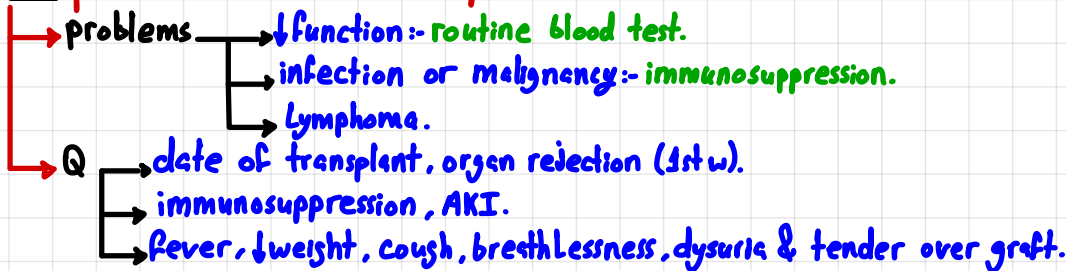 problems ↓function:- routine blood test.
infection or malignancy:- immunosuppression.
Lymphoma.
Q date of transplant, organ rejection (1st w).
immunosuppression, AKI.
fever, ↓weight, cough, breathlessness, dysuria & tender over graft.